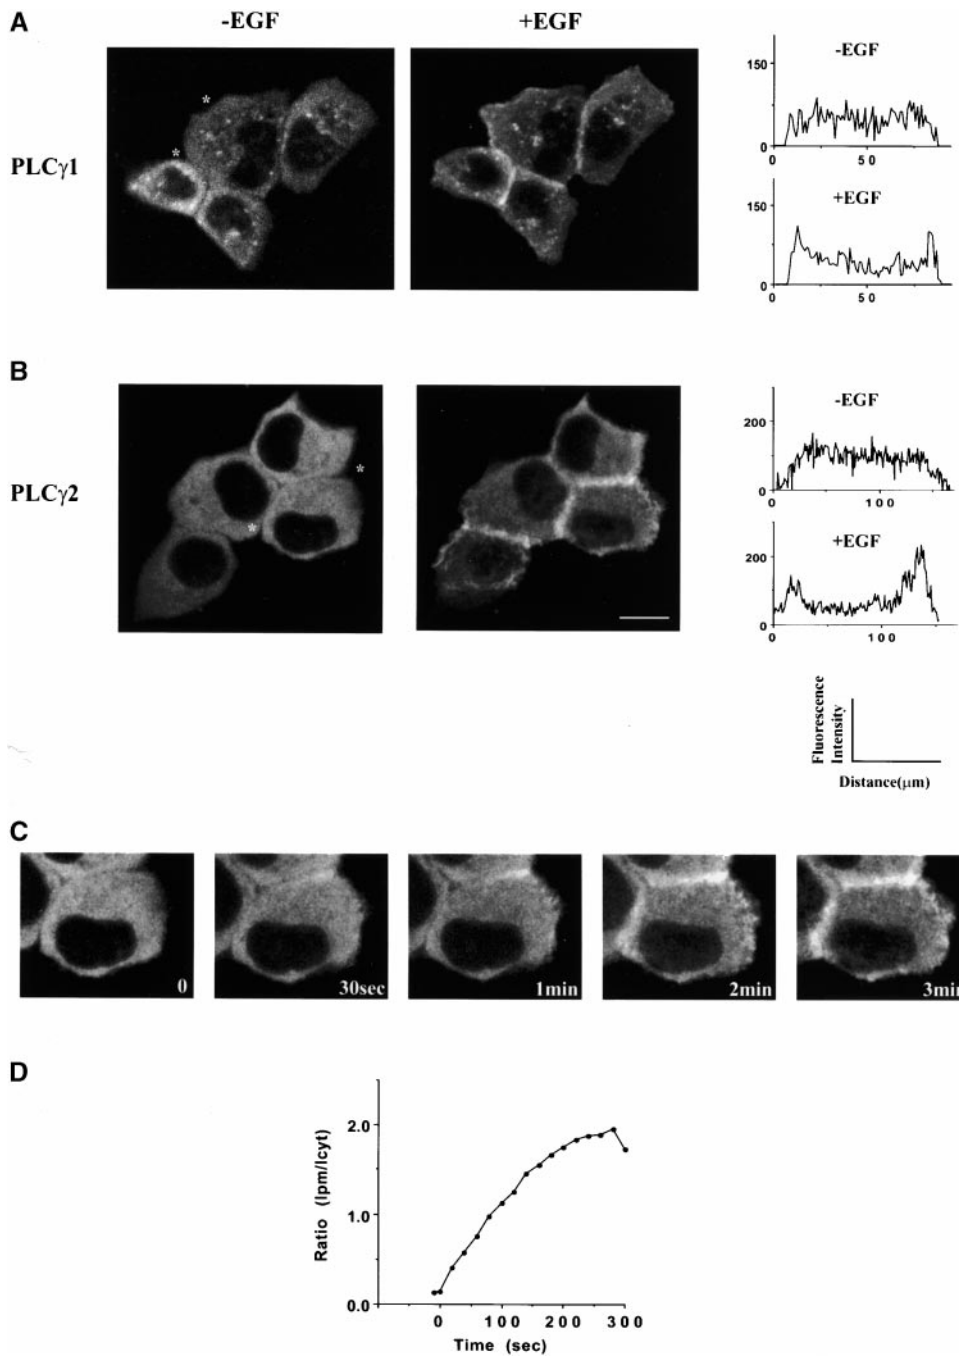 A
-EGF
+EGF
PLCγ1
*
*
-EGF
150
0
50
+EGF
150
0
0
50
B
PLCγ2
*
*
-EGF
200
0
100
+EGF
200
0
0
100
Fluorescence
Intensity
Distance(μm)
C
0
30sec
1min
2min
3min
D
Ratio (Ipm/Icyt)
2.0
1.0
0.0
0
100
200
300
Time (sec)